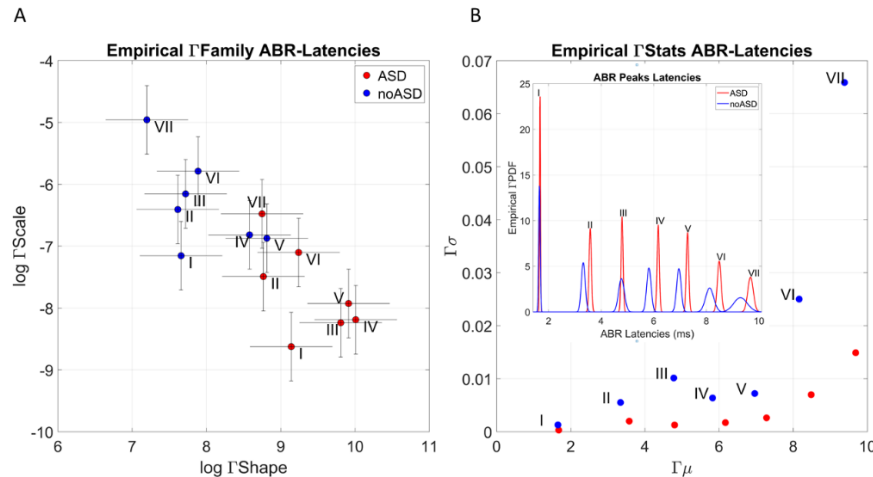 A
Empirical ΓFamily ABR-Latencies
-4
-5
-6
-7
-8
-9
-10
log ΓScale
ASD
noASD
VII
VI
III
II
I
IV
V
VII
VI
II
V
III
IV
I
6
7
8
9
10
11
log ΓShape
B
Empirical ΓStats ABR-Latencies
0.07
0.06
0.05
0.04
0.03
0.02
0.01
0
Γσ
VII
VI
III
II
IV
V
I
0
2
4
6
8
10
Γμ
ABR Peaks Latencies
25
20
15
10
5
0
Empirical ΓPDF
ASD
noASD
I
II
III
IV
V
VI
VII
2
4
6
8
10
ABR Latencies (ms)